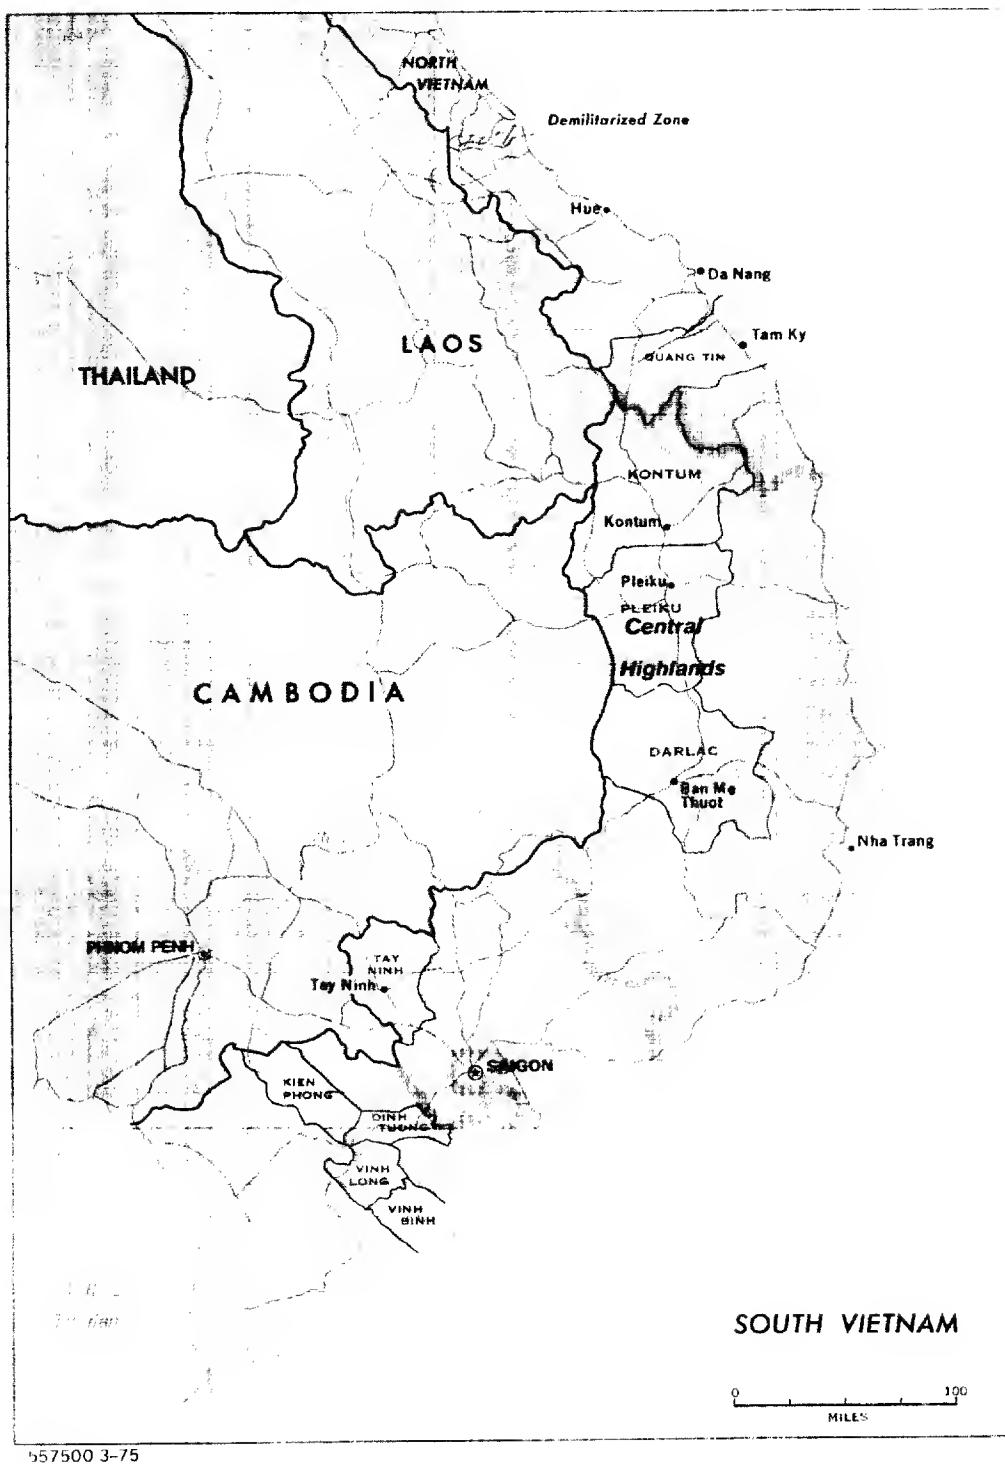 NORTH
VIETNAM
Demilitarized Zone
Hue
Da Nang
Tam Ky
LAOS
QUANG TIN
THAILAND
KONTUM
Kontum
Pleiku
PLEIKU
Central
Highlands
CAMBODIA
DARLAC
Ban Me
Thuot
Nha Trang
PHNOM PENH
TAY
NINH
Tay Ninh
SAIGON
KIEN
PHONG
DINH
TUONG
VINH
LONG
VINH
BINH
SOUTH VIETNAM
0 100
MILES
557500 3-75